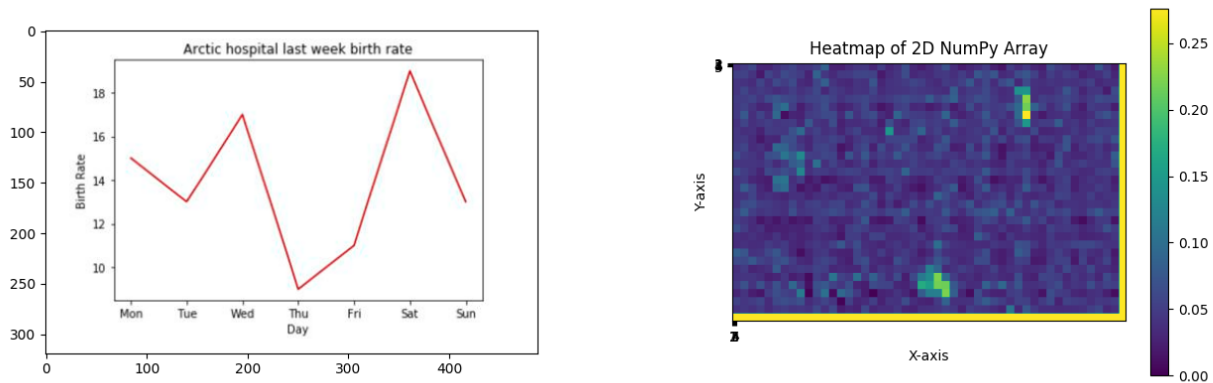 Arctic hospital last week birth rate
Birth Rate
18
16
14
12
10
Mon Tue Wed Thu Fri Sat Sun
Day
0
50
100
150
200
250
300
0 100 200 300 400
Heatmap of 2D NumPy Array
Y-axis
X-axis
0.25
0.20
0.15
0.10
0.05
0.00